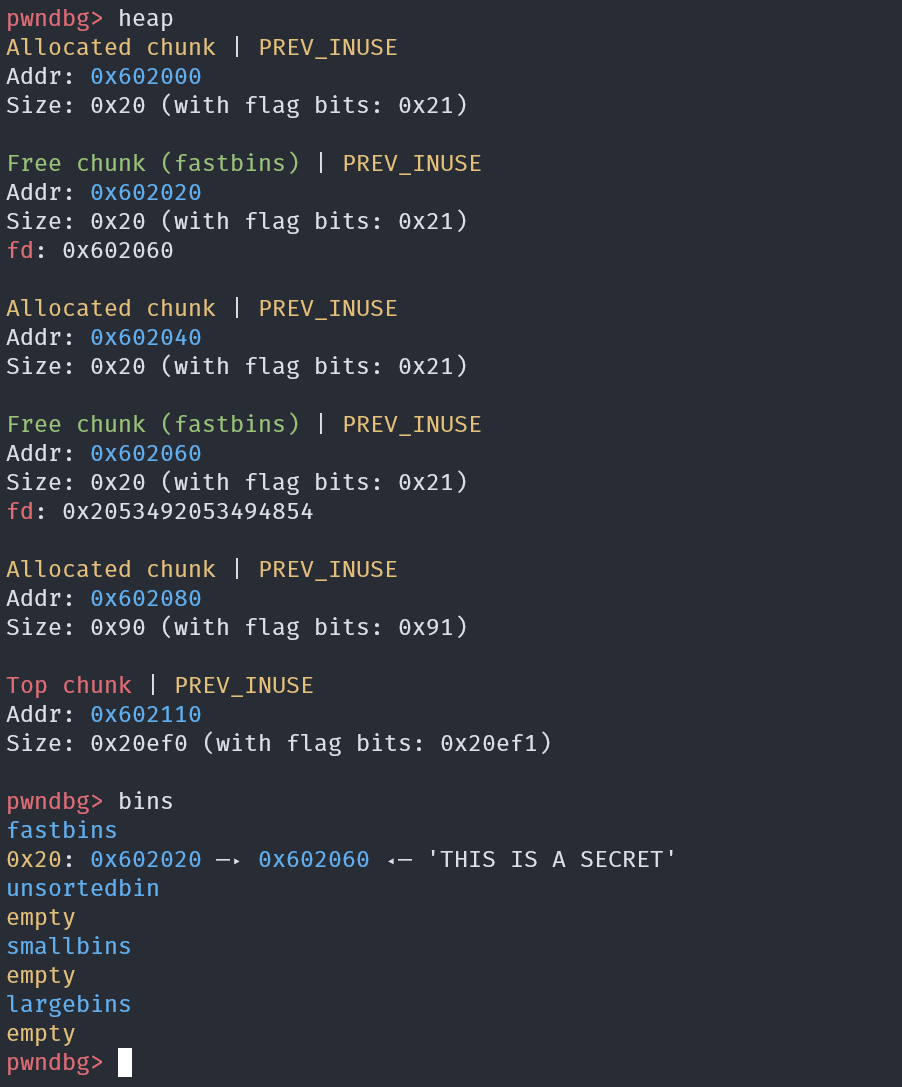 pwndbg> heap
Allocated chunk | PREV_INUSE
Addr: 0x602000
Size: 0x20 (with flag bits: 0x21)
Free chunk (fastbins) | PREV_INUSE
Addr: 0x602020
Size: 0x20 (with flag bits: 0x21)
fd: 0x602060
Allocated chunk | PREV_INUSE
Addr: 0x602040
Size: 0x20 (with flag bits: 0x21)
Free chunk (fastbins) | PREV_INUSE
Addr: 0x602060
Size: 0x20 (with flag bits: 0x21)
fd: 0x2053492053494854
Allocated chunk | PREV_INUSE
Addr: 0x602080
Size: 0x90 (with flag bits: 0x91)
Top chunk | PREV_INUSE
Addr: 0x602110
Size: 0x20ef0 (with flag bits: 0x20ef1)
pwndbg> bins
fastbins
0x20: 0x602020 —▸ 0x602060 ◂— 'THIS IS A SECRET'
unsortedbin
empty
smallbins
empty
largebins
empty
pwndbg>